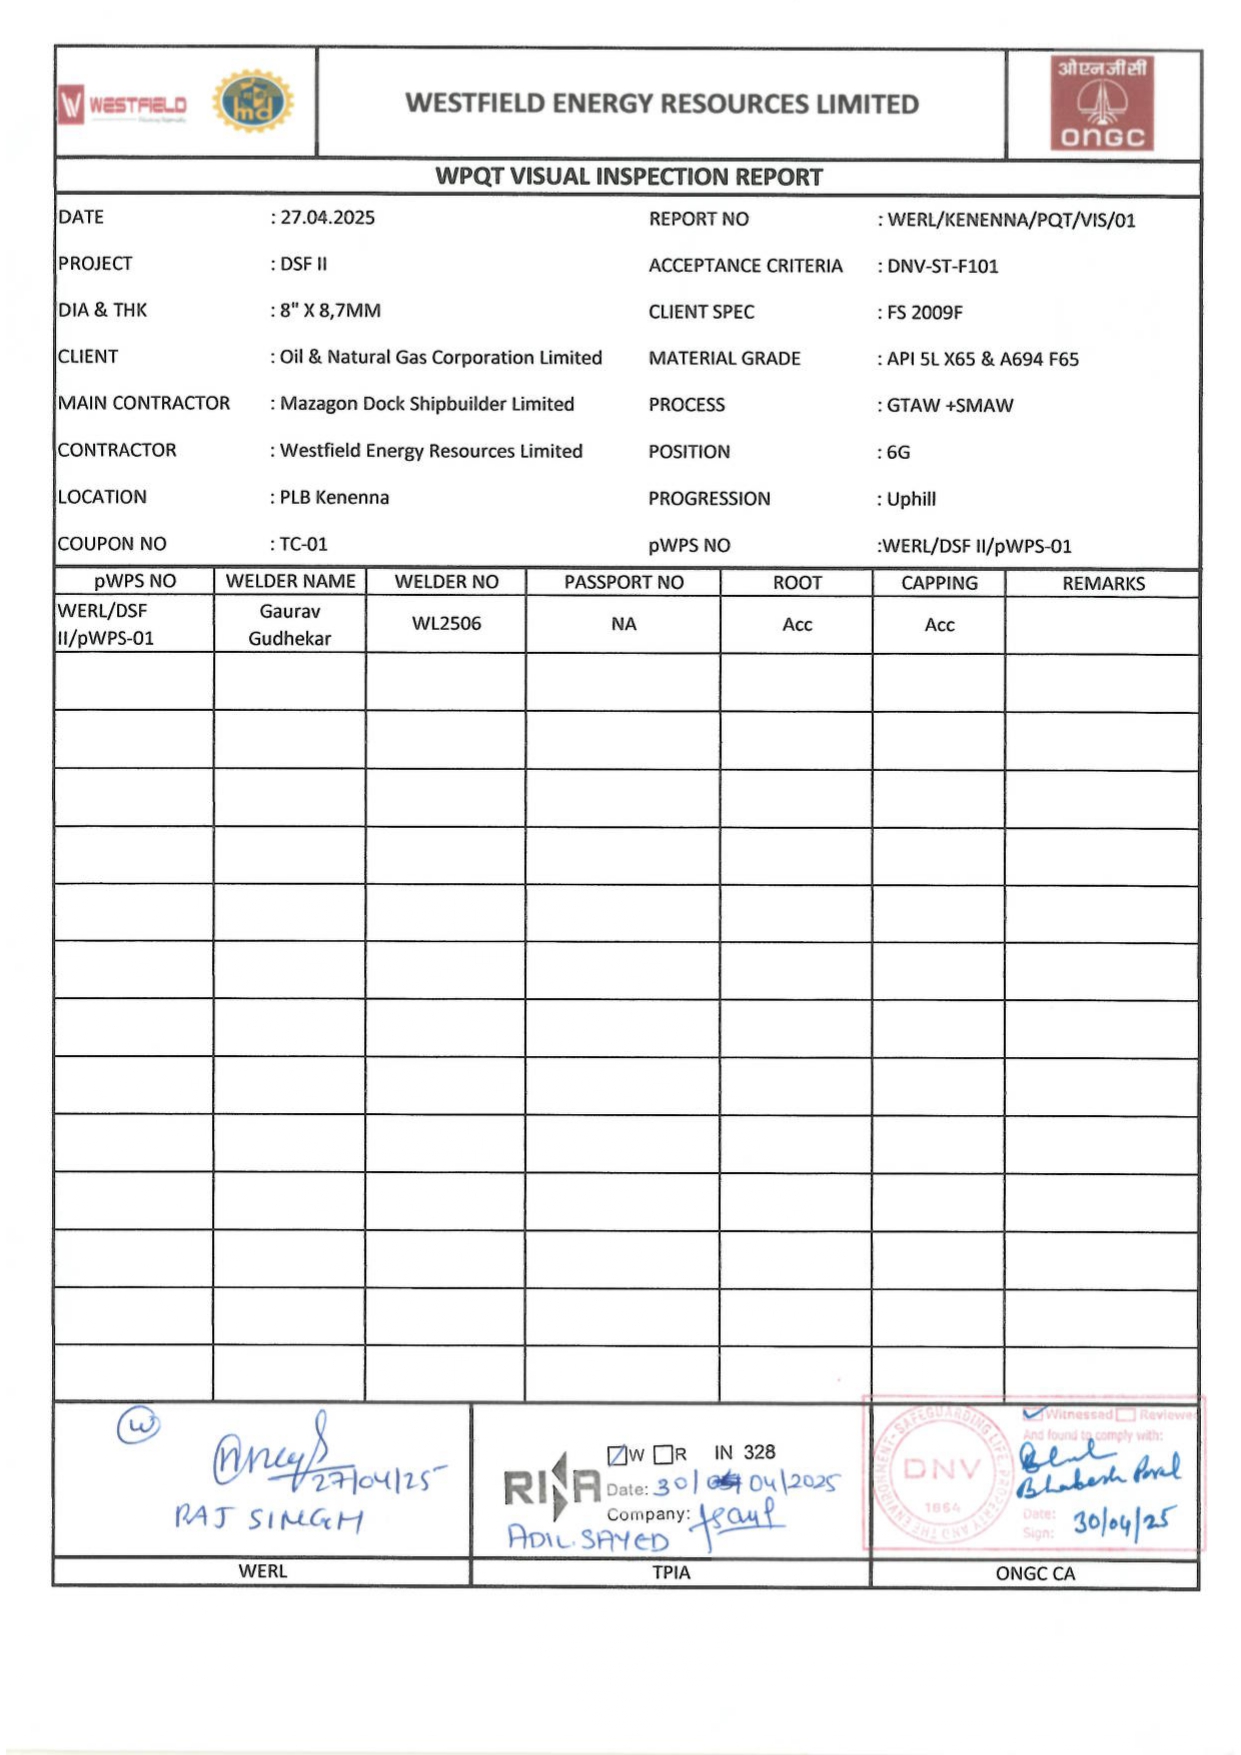 WESTFIELD
md
WESTFIELD ENERGY RESOURCES LIMITED
ओएनजीसी
ONGC
WPQT VISUAL INSPECTION REPORT
DATE : 27.04.2025 REPORT NO : WERL/KENENNA/PQT/VIS/01
PROJECT : DSF II ACCEPTANCE CRITERIA : DNV-ST-F101
DIA & THK : 8" X 8,7MM CLIENT SPEC : FS 2009F
CLIENT : Oil & Natural Gas Corporation Limited MATERIAL GRADE : API 5L X65 & A694 F65
MAIN CONTRACTOR : Mazagon Dock Shipbuilder Limited PROCESS : GTAW +SMAW
CONTRACTOR : Westfield Energy Resources Limited POSITION : 6G
LOCATION : PLB Kenenna PROGRESSION : Uphill
COUPON NO : TC-01 pWPS NO :WERL/DSF II/pWPS-01
pWPS NO WELDER NAME WELDER NO PASSPORT NO ROOT CAPPING REMARKS
WERL/DSF II/pWPS-01 Gaurav Gudhekar WL2506 NA Acc Acc
W
27/04/25
RAJ SINGH
RINA
W R IN 328
Date: 30/04/2025
Company:
ADIL. SAYED
DNV
1864
SAFEGUARDING LIFE, PROPERTY AND THE ENVIRONMENT
Witnessed Reviewed
And found to comply with:
Date: 30/04/25
Sign:
WERL TPIA ONGC CA